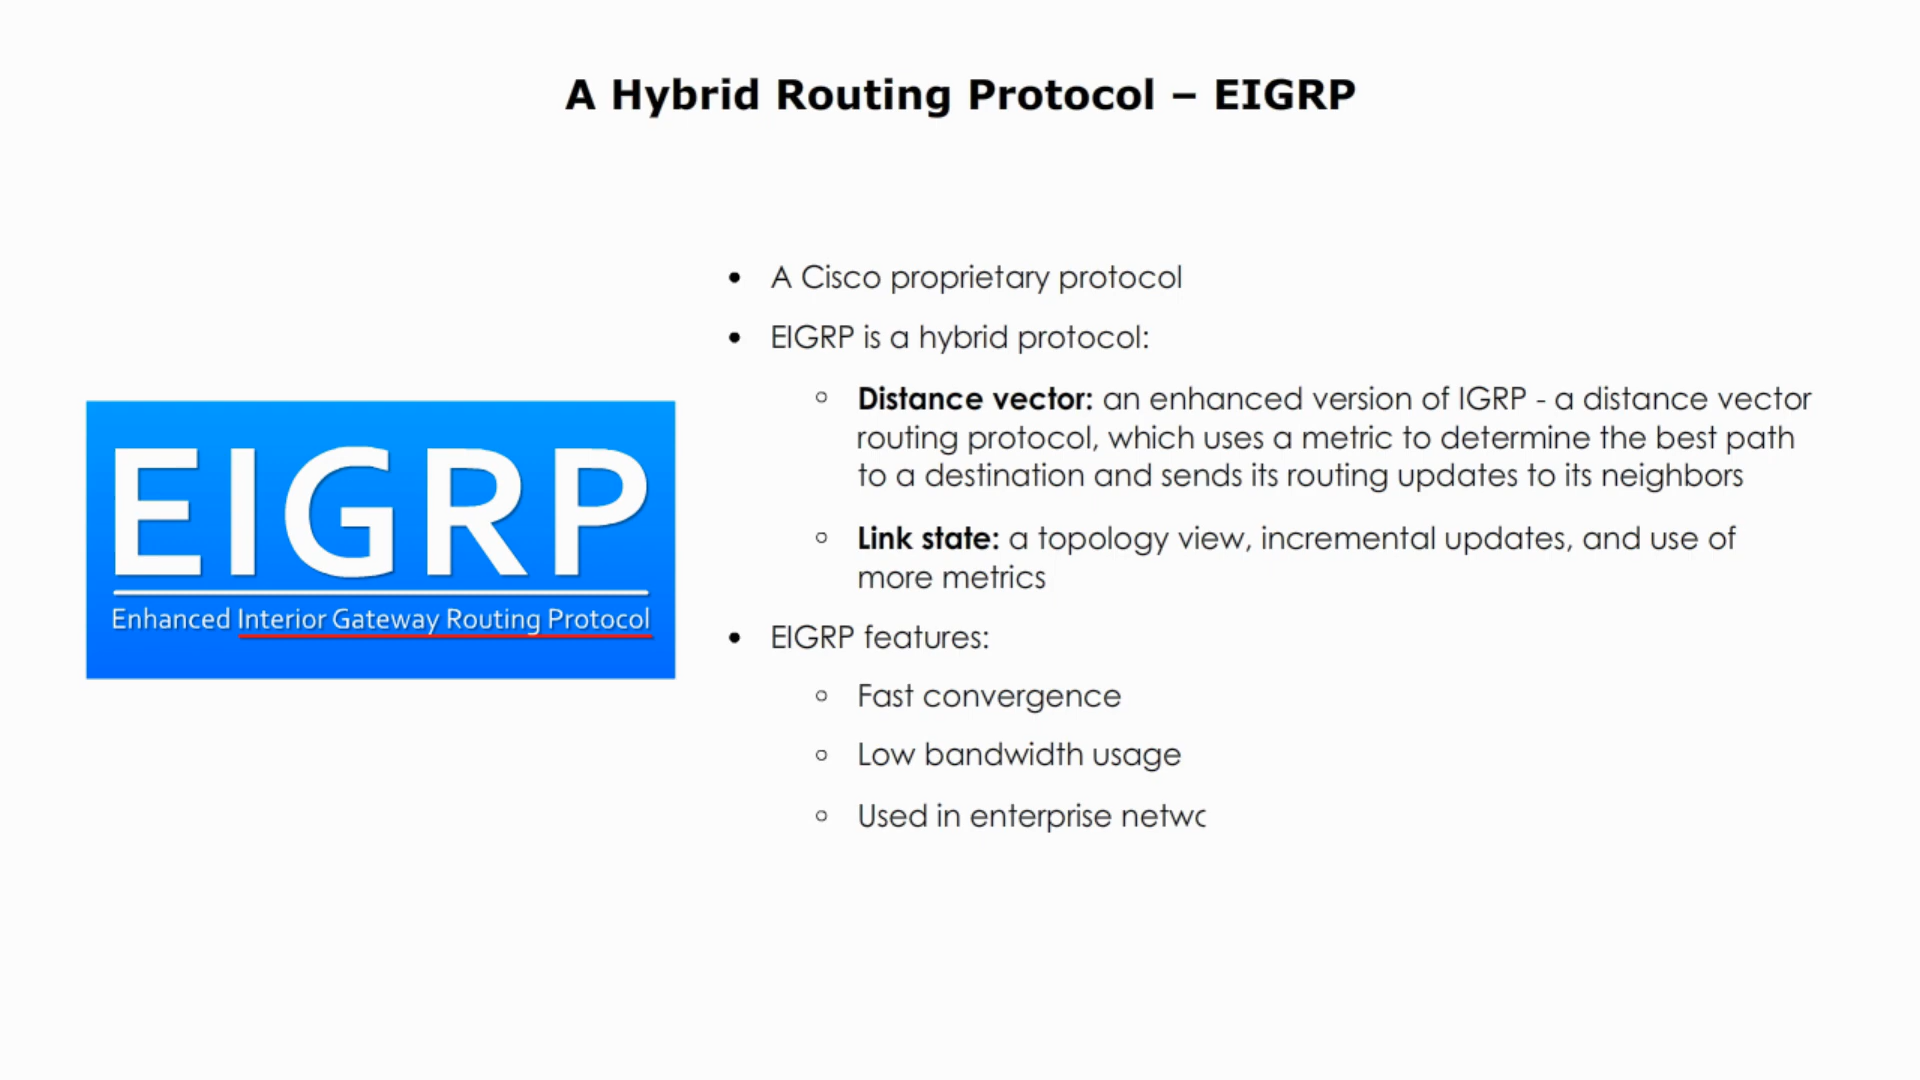 A Hybrid Routing Protocol – EIGRP
EIGRP
Enhanced Interior Gateway Routing Protocol
• A Cisco proprietary protocol
• EIGRP is a hybrid protocol:
○ Distance vector: an enhanced version of IGRP - a distance vector
routing protocol, which uses a metric to determine the best path
to a destination and sends its routing updates to its neighbors
○ Link state: a topology view, incremental updates, and use of
more metrics
• EIGRP features:
○ Fast convergence
○ Low bandwidth usage
○ Used in enterprise